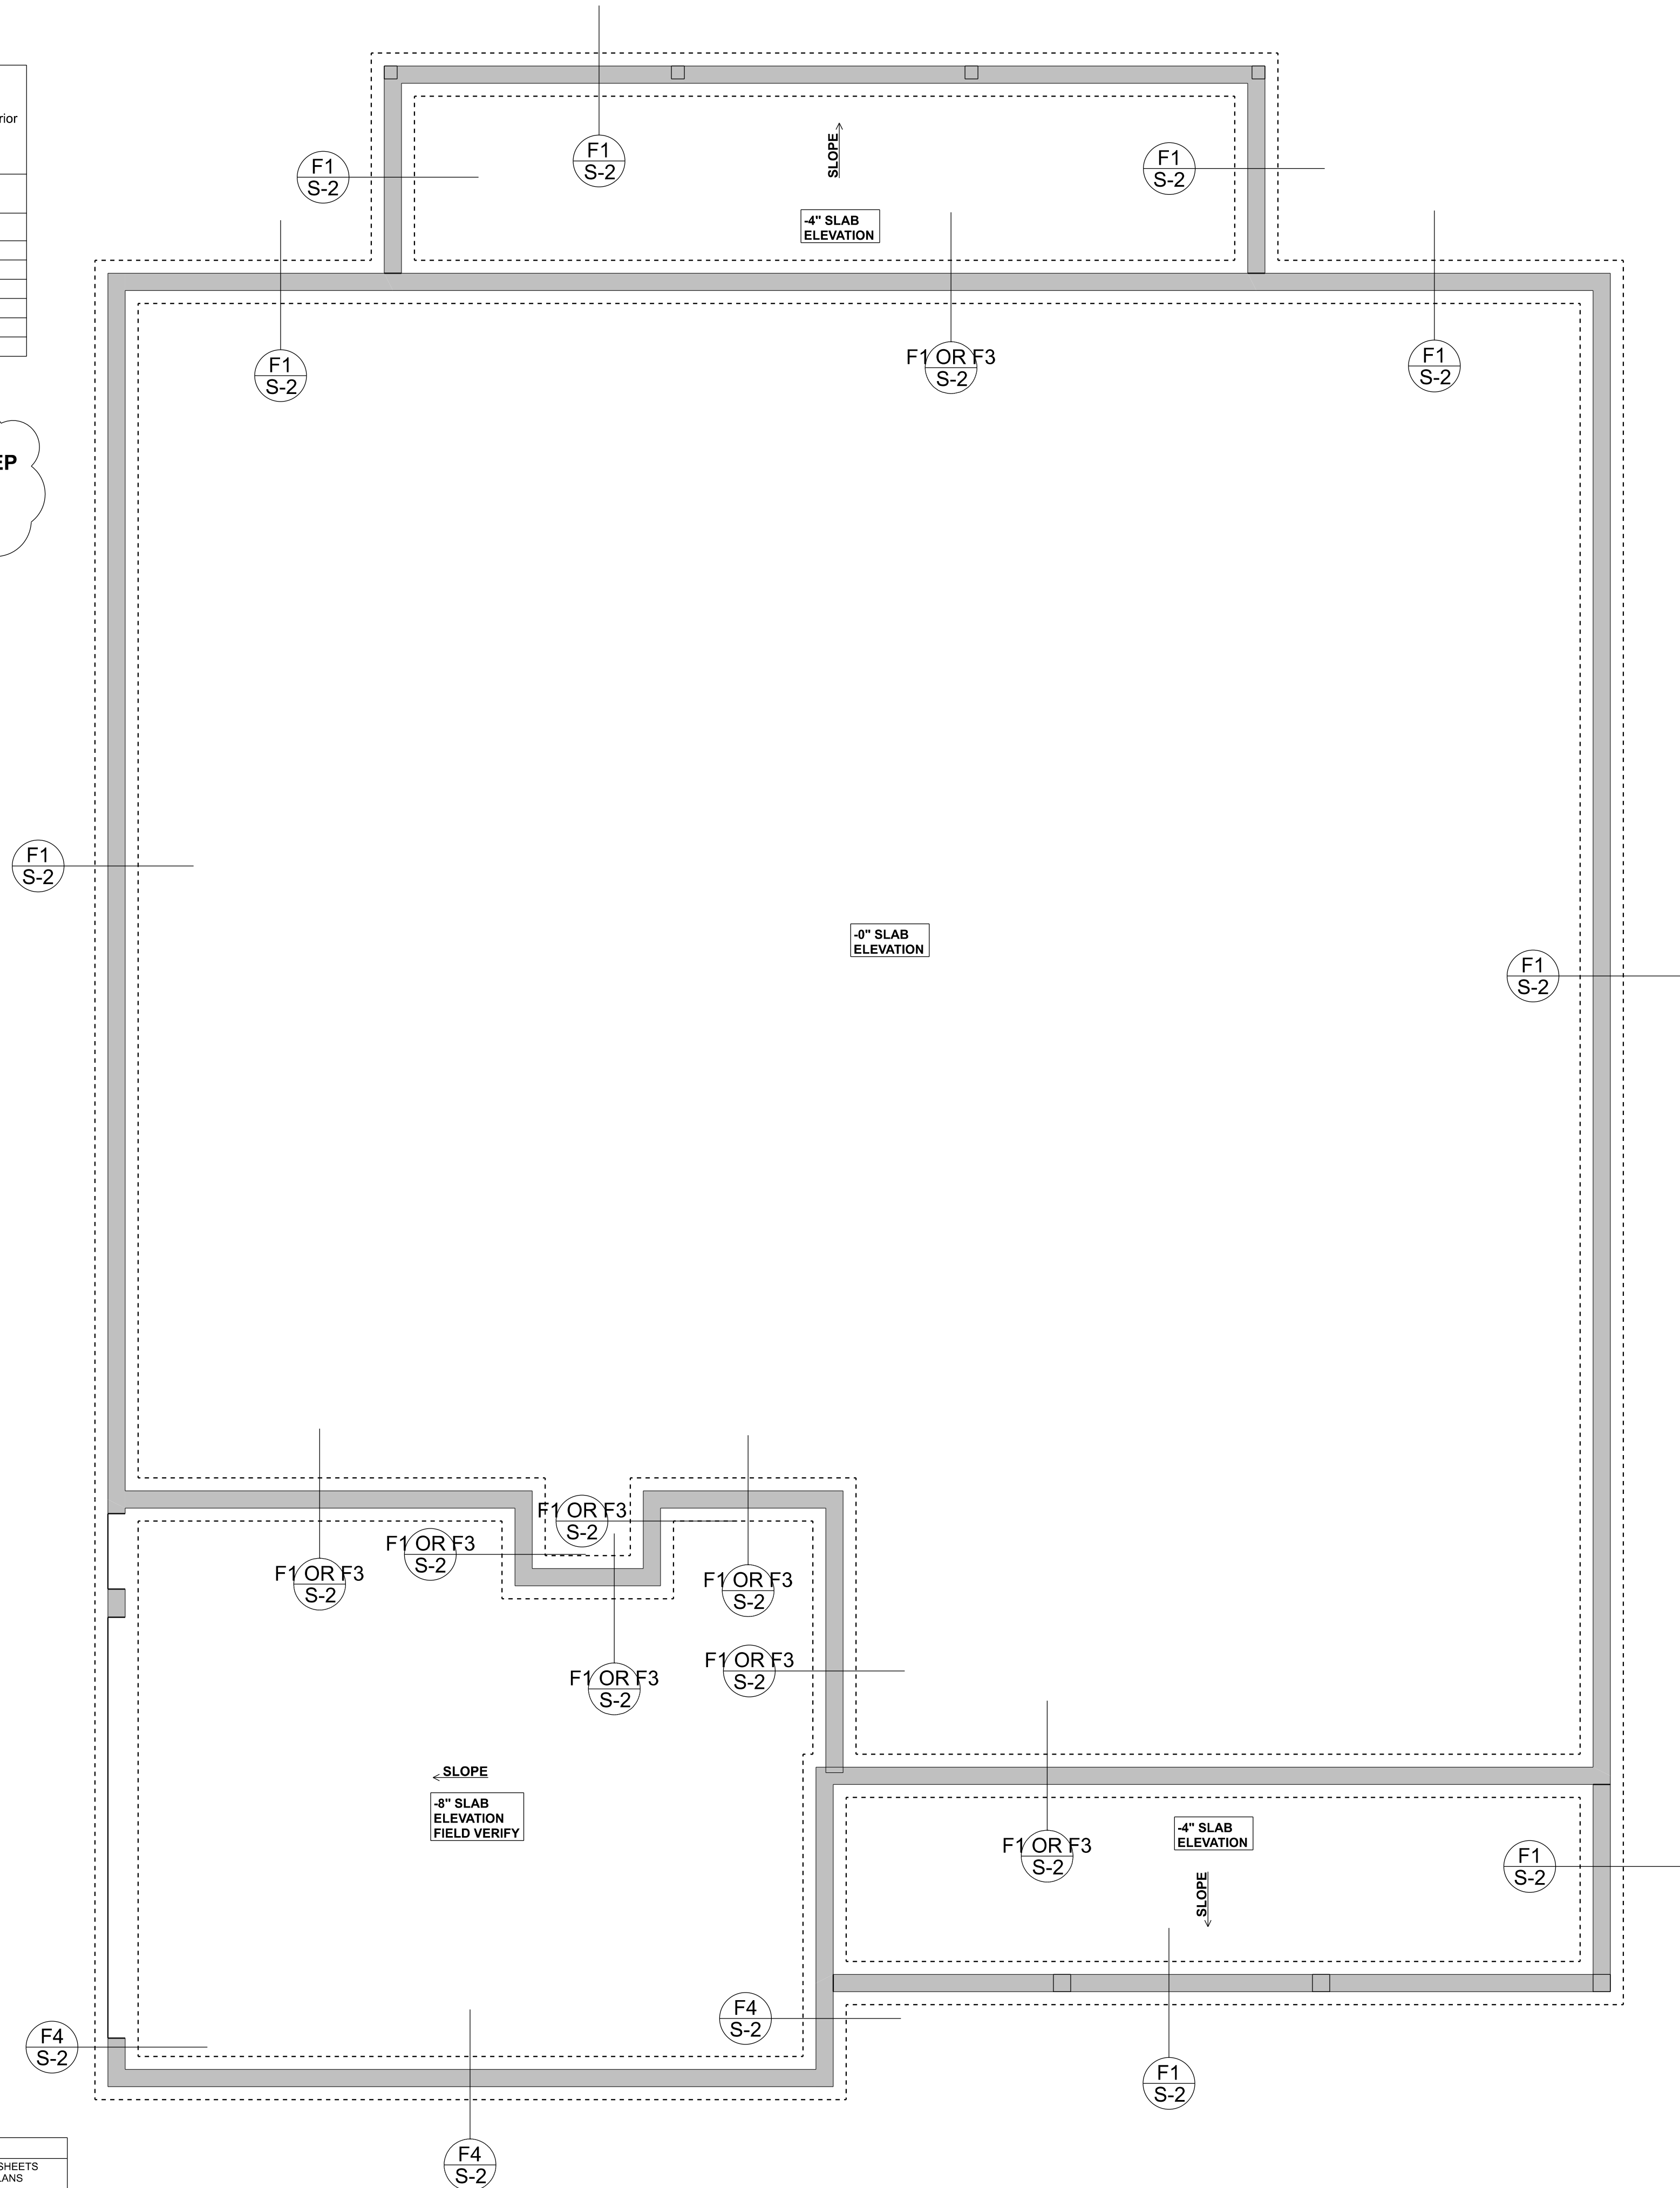 rior
F1
S-2
F1
S-2
F1
S-2
SLOPE
-4" SLAB
ELEVATION
F1
S-2
F1 OR F3
S-2
F1
S-2
EP
F1
S-2
-0" SLAB
ELEVATION
F1
S-2
F1 OR F3
S-2
F1 OR F3
S-2
F1 OR F3
S-2
F1 OR F3
S-2
F1 OR F3
S-2
F1 OR F3
S-2
SLOPE
-8" SLAB
ELEVATION
FIELD VERIFY
F1 OR F3
S-2
-4" SLAB
ELEVATION
F1
S-2
SLOPE
F4
S-2
F4
S-2
F1
S-2
F4
S-2
SHEETS
LANS